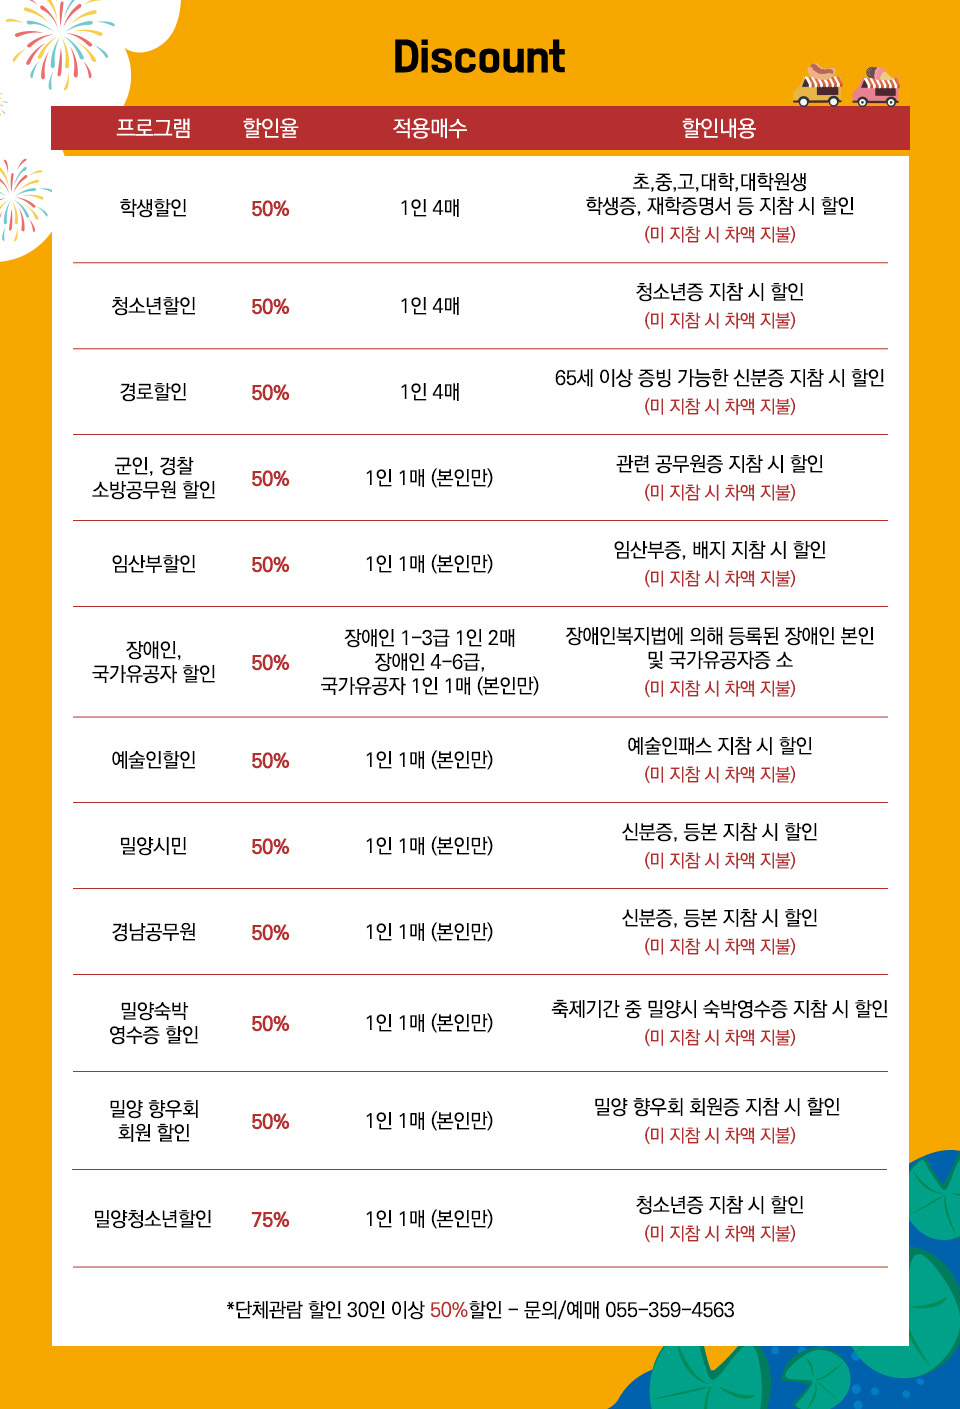 Discount
프로그램 할인율 적용매수 할인내용
학생할인 50% 1인 4매 초,중,고,대학,대학원생
학생증, 재학증명서 등 지참 시 할인
(미 지참 시 차액 지불)
청소년할인 50% 1인 4매 청소년증 지참 시 할인
(미 지참 시 차액 지불)
경로할인 50% 1인 4매 65세 이상 증빙 가능한 신분증 지참 시 할인
(미 지참 시 차액 지불)
군인, 경찰
소방공무원 할인 50% 1인 1매 (본인만) 관련 공무원증 지참 시 할인
(미 지참 시 차액 지불)
임산부할인 50% 1인 1매 (본인만) 임산부증, 배지 지참 시 할인
(미 지참 시 차액 지불)
장애인,
국가유공자 할인 50% 장애인 1-3급 1인 2매
장애인 4-6급,
국가유공자 1인 1매 (본인만) 장애인복지법에 의해 등록된 장애인 본인
및 국가유공자증 소
(미 지참 시 차액 지불)
예술인할인 50% 1인 1매 (본인만) 예술인패스 지참 시 할인
(미 지참 시 차액 지불)
밀양시민 50% 1인 1매 (본인만) 신분증, 등본 지참 시 할인
(미 지참 시 차액 지불)
경남공무원 50% 1인 1매 (본인만) 신분증, 등본 지참 시 할인
(미 지참 시 차액 지불)
밀양숙박
영수증 할인 50% 1인 1매 (본인만) 축제기간 중 밀양시 숙박영수증 지참 시 할인
(미 지참 시 차액 지불)
밀양 향우회
회원 할인 50% 1인 1매 (본인만) 밀양 향우회 회원증 지참 시 할인
(미 지참 시 차액 지불)
밀양청소년할인 75% 1인 1매 (본인만) 청소년증 지참 시 할인
(미 지참 시 차액 지불)
*단체관람 할인 30인 이상 50%할인 - 문의/예매 055-359-4563